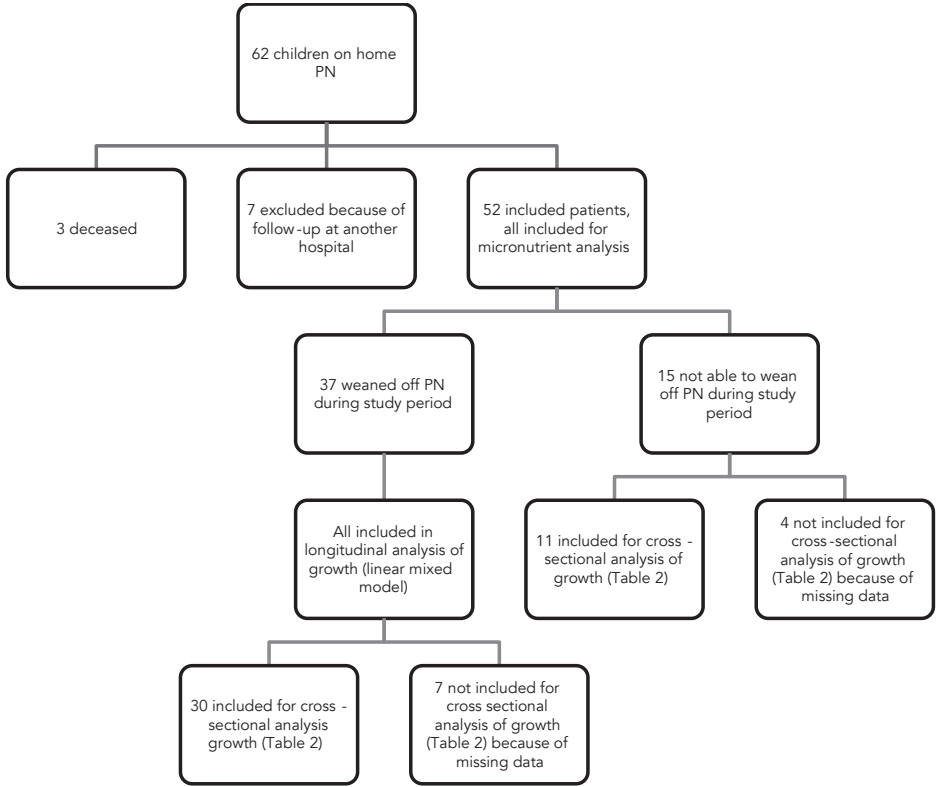 62 children on home
PN
3 deceased
7 excluded because of
follow-up at another
hospital
52 included patients,
all included for
micronutrient analysis
37 weaned off PN
during study period
15 not able to wean
off PN during study
period
All included in
longitudinal analysis of
growth (linear mixed
model)
11 included for cross -
sectional analysis of
growth (Table 2)
4 not included for
cross-sectional
analysis of growth
(Table 2) because of
missing data
30 included for cross -
sectional analysis
growth (Table 2)
7 not included for
cross sectional
analysis of growth
(Table 2) because of
missing data